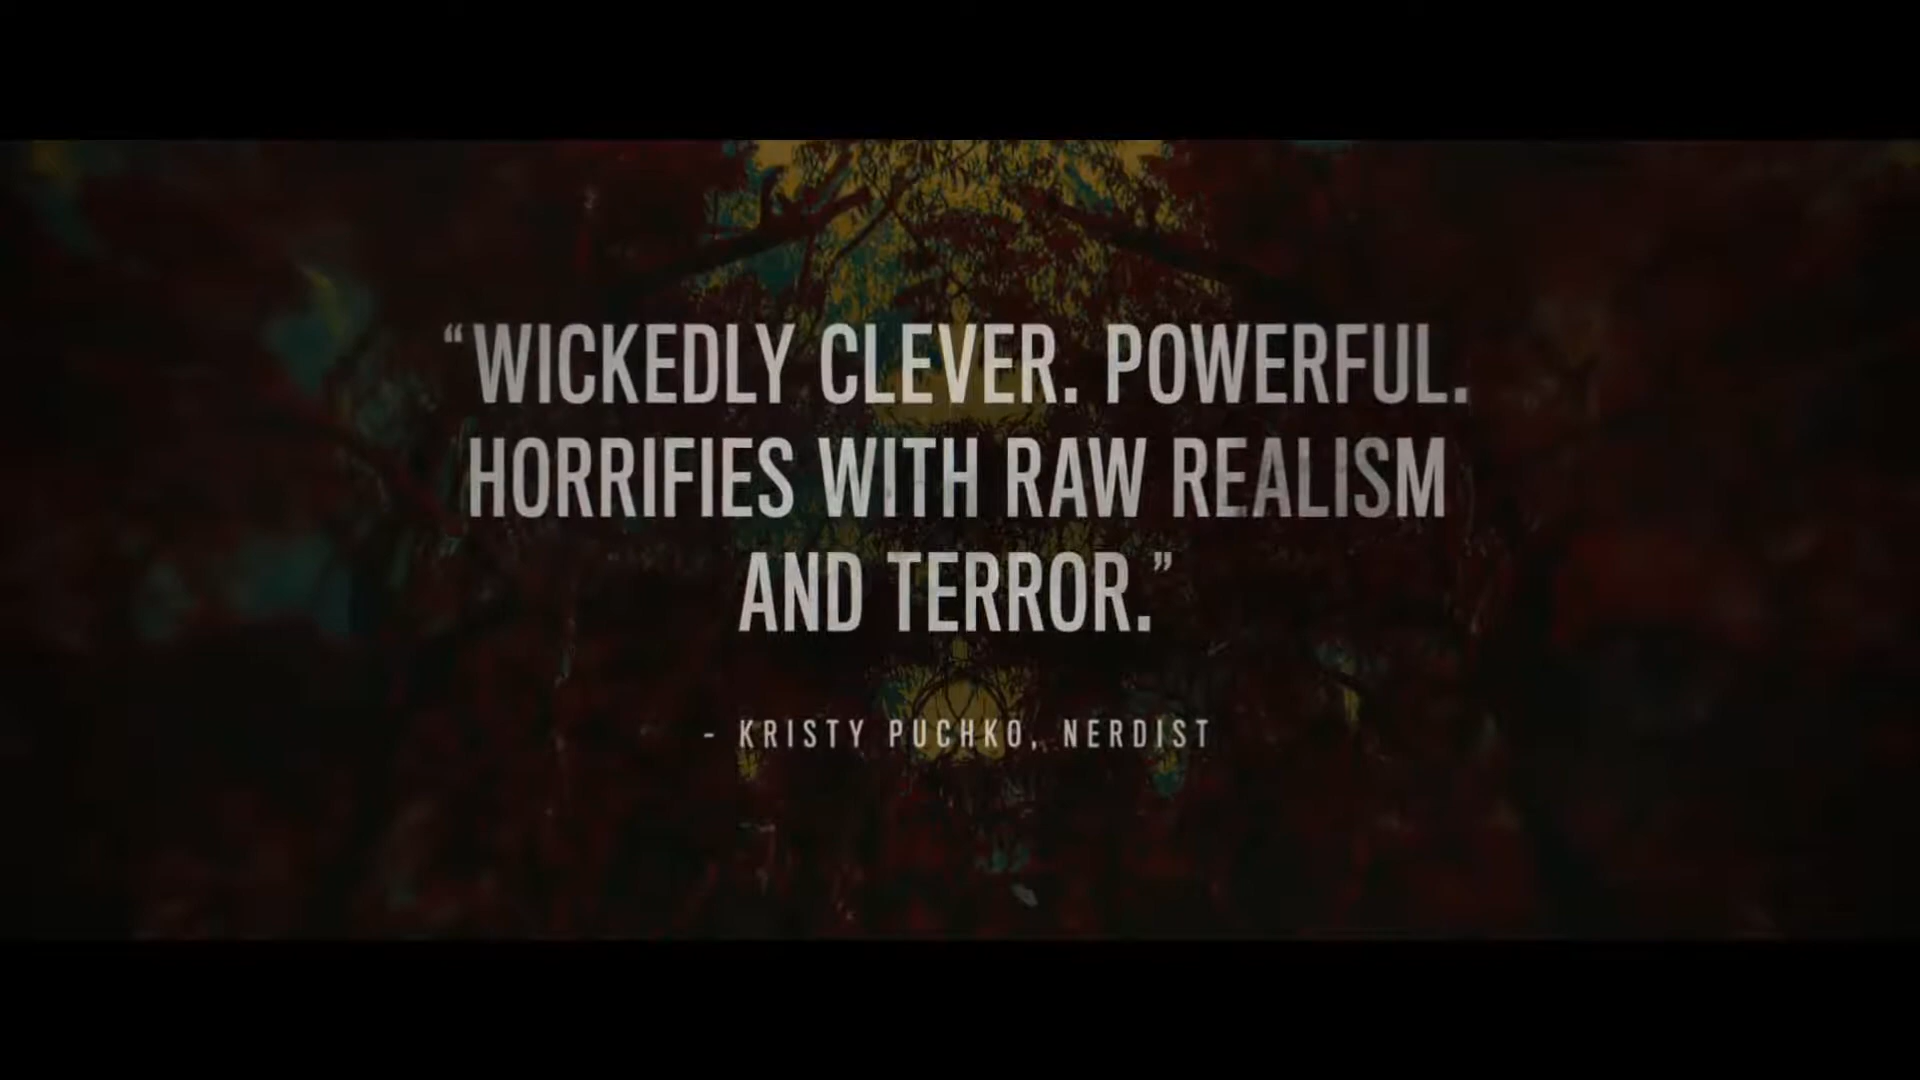 “WICKEDLY CLEVER. POWERFUL.
HORRIFIES WITH RAW REALISM
AND TERROR.”
- KRISTY PUCHKO, NERDIST